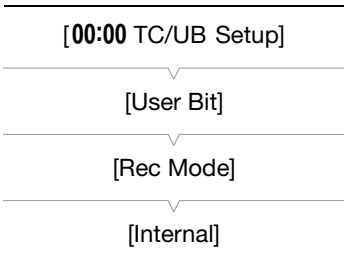 [00:00 TC/UB Setup]
[User Bit]
[Rec Mode]
[Internal]